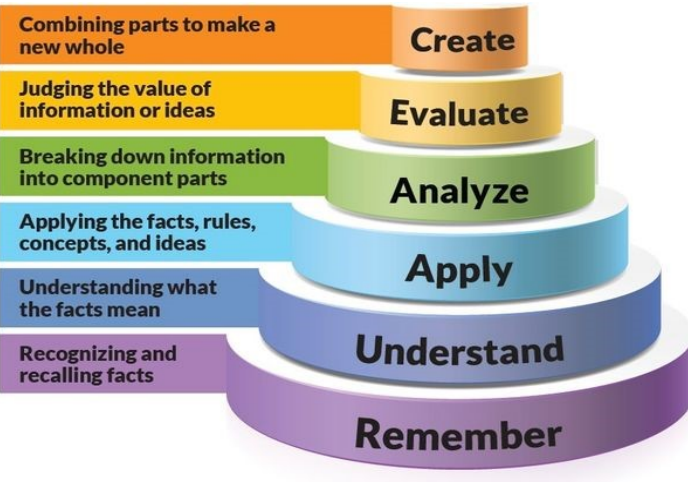 Combining parts to make a
new whole
Create
Judging the value of
information or ideas
Evaluate
Breaking down information
into component parts
Analyze
Applying the facts, rules,
concepts, and ideas
Apply
Understanding what
the facts mean
Understand
Recognizing and
recalling facts
Remember